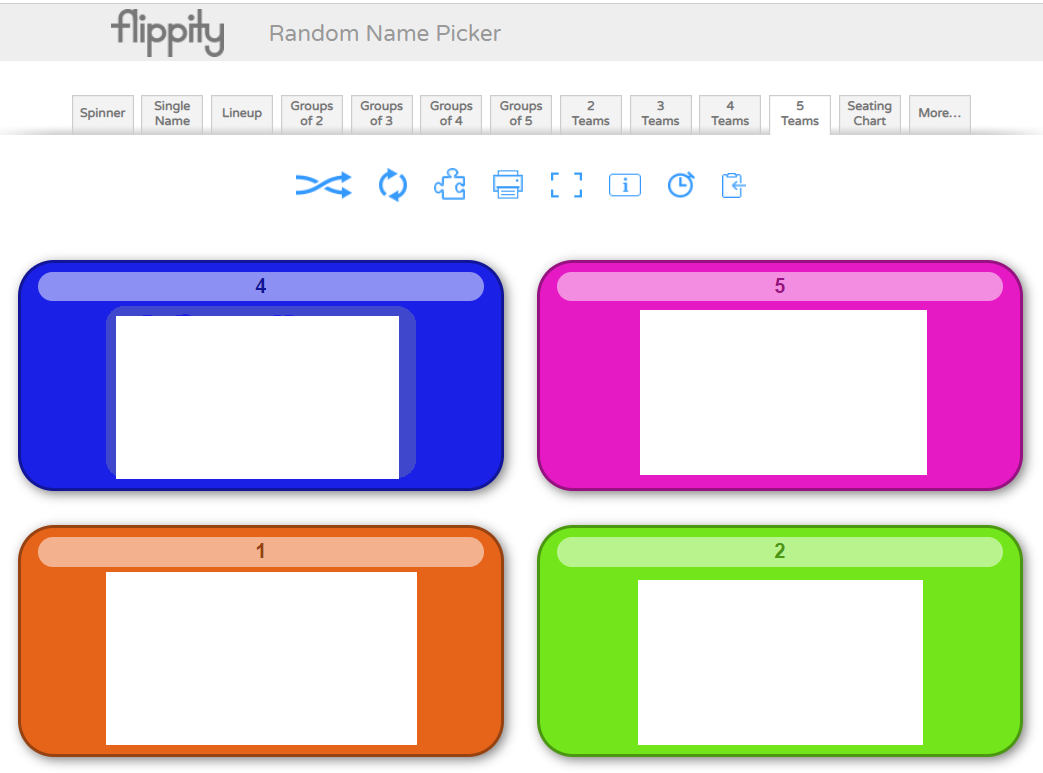 flippity Random Name Picker
Spinner
Single
Name
Lineup
Groups
of 2
Groups
of 3
Groups
of 4
Groups
of 5
2
Teams
3
Teams
4
Teams
5
Teams
Seating
Chart
More...
i
4
5
1
2